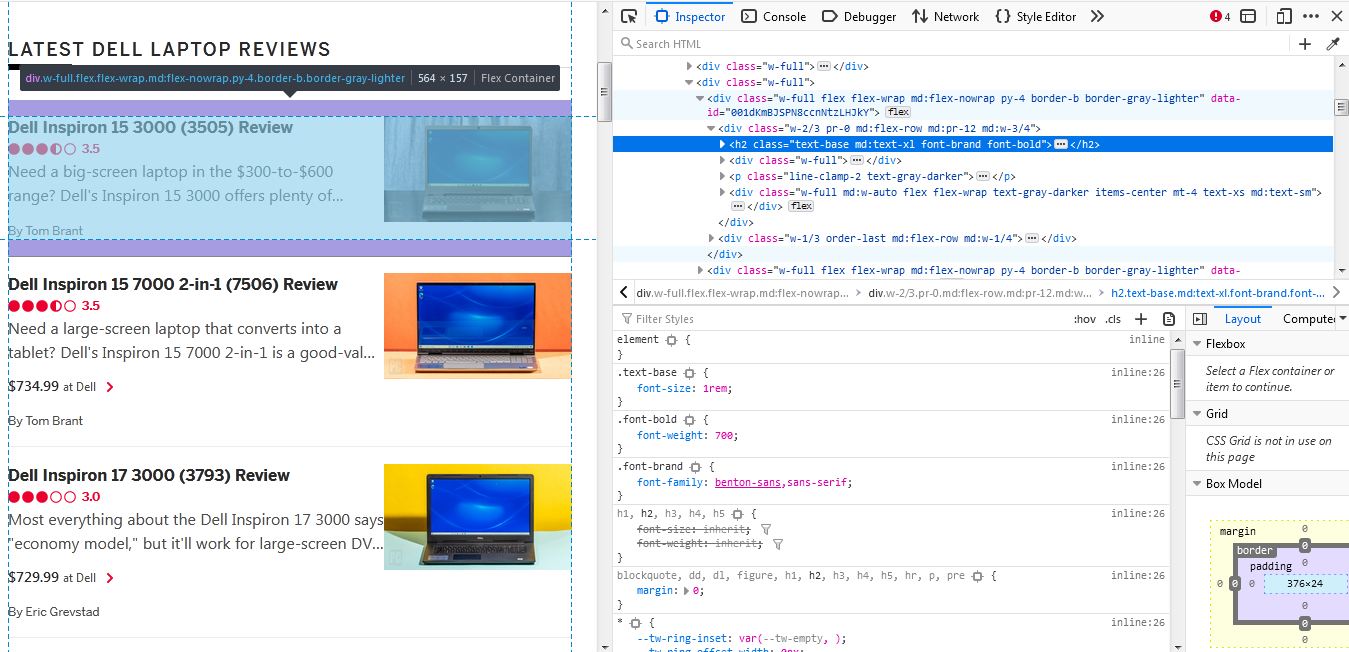 LATEST DELL LAPTOP REVIEWS
div.w-full.flex.flex-wrap.md:flex-nowrap.py-4.border-b.border-gray-lighter 564 × 157 Flex Container
Dell Inspiron 15 3000 (3505) Review
3.5
Need a big-screen laptop in the $300-to-$600
range? Dell's Inspiron 15 3000 offers plenty of...
By Tom Brant
Dell Inspiron 15 7000 2-in-1 (7506) Review
3.5
Need a large-screen laptop that converts into a
tablet? Dell's Inspiron 15 7000 2-in-1 is a good-val...
$734.99 at Dell
By Tom Brant
Dell Inspiron 17 3000 (3793) Review
3.0
Most everything about the Dell Inspiron 17 3000 says
"economy model," but it'll work for large-screen DV...
$729.99 at Dell
By Eric Grevstad
Inspector Console Debugger Network Style Editor 4
Search HTML
<div class="w-full"> </div>
<div class="w-full">
<div class="w-full flex flex-wrap md:flex-nowrap py-4 border-b border-gray-lighter" data-
id="001dKmBJSPN8ccnNtzLHJkY"> flex
<div class="w-2/3 pr-0 md:flex-row md:pr-12 md:w-3/4">
<h2 class="text-base md:text-xl font-brand font-bold"> </h2>
<div class="w-full"> </div>
<p class="line-clamp-2 text-gray-darker"> </p>
<div class="w-full md:w-auto flex flex-wrap text-gray-darker items-center mt-4 text-xs md:text-sm">
</div> flex
</div>
<div class="w-1/3 order-last md:flex-row md:w-1/4"> </div>
</div>
<div class="w-full flex flex-wrap md:flex-nowrap py-4 border-b border-gray-lighter" data-
div.w-full.flex.flex-wrap.md:flex-nowrap... div.w-2/3.pr-0.md:flex-row.md:pr-12.md:w... h2.text-base.md:text-xl.font-brand.font-...
Filter Styles :hov .cls +
element { inline
}
.text-base { inline:26
font-size: 1rem;
}
.font-bold { inline:26
font-weight: 700;
}
.font-brand { inline:26
font-family: benton-sans,sans-serif;
}
h1, h2, h3, h4, h5 { inline:26
font-size: inherit;
font-weight: inherit;
}
blockquote, dd, dl, figure, h1, h2, h3, h4, h5, hr, p, pre { inline:26
margin: 0;
}
* { inline:26
--tw-ring-inset: var(--tw-empty, );
--tw-ring-offset-width: 0px;
Layout Compute
Flexbox
Select a Flex container or
item to continue.
Grid
CSS Grid is not in use on
this page
Box Model
margin 0
border 0
padding 0
0 0 0 376×24
0
0
0